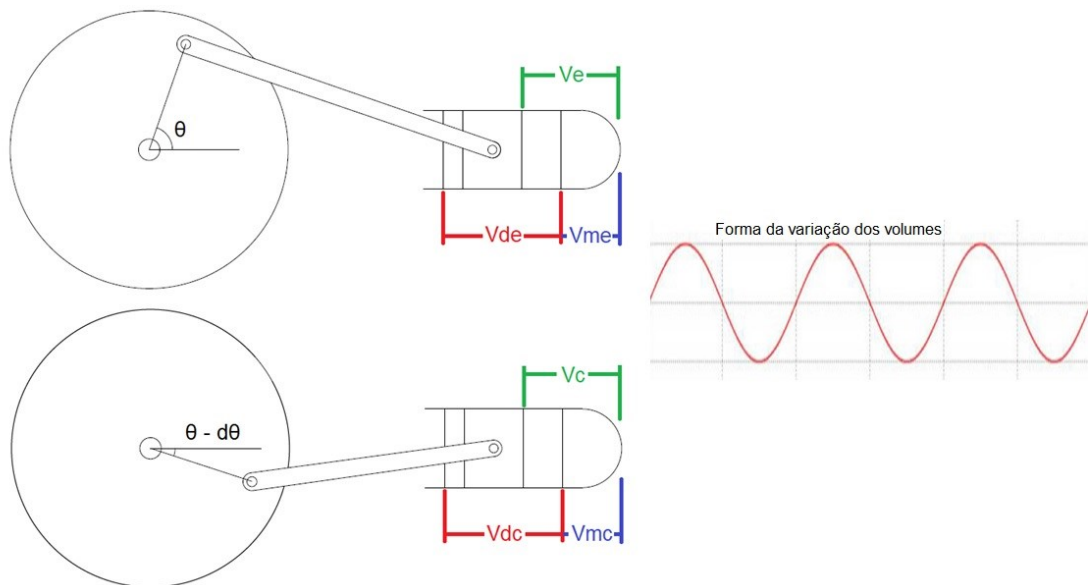 θ
Ve
Vde
Vme
Forma da variação dos volumes
θ - dθ
Vc
Vdc
Vmc